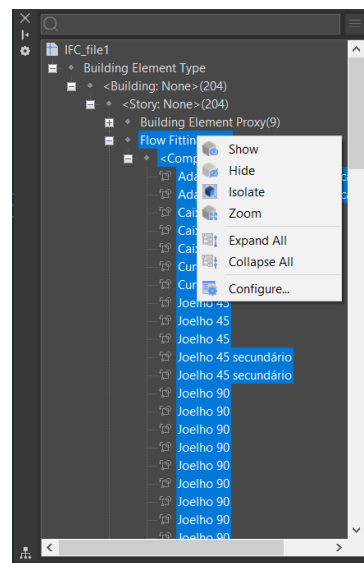 IFC_file1
Building Element Type
<Building: None>(204)
<Story: None>(204)
Building Element Proxy(9)
Flow Fittin
<Comp
Ada
Ada
Caix
Caix
Caix
Cur
Cur
Show
Hide
Isolate
Zoom
Expand All
Collapse All
Configure...
Joelho 45
Joelho 45
Joelho 45
Joelho 45 secundário
Joelho 45 secundário
Joelho 90
Joelho 90
Joelho 90
Joelho 90
Joelho 90
Joelho 90
Joelho 90
Joelho 90
Joelho 90